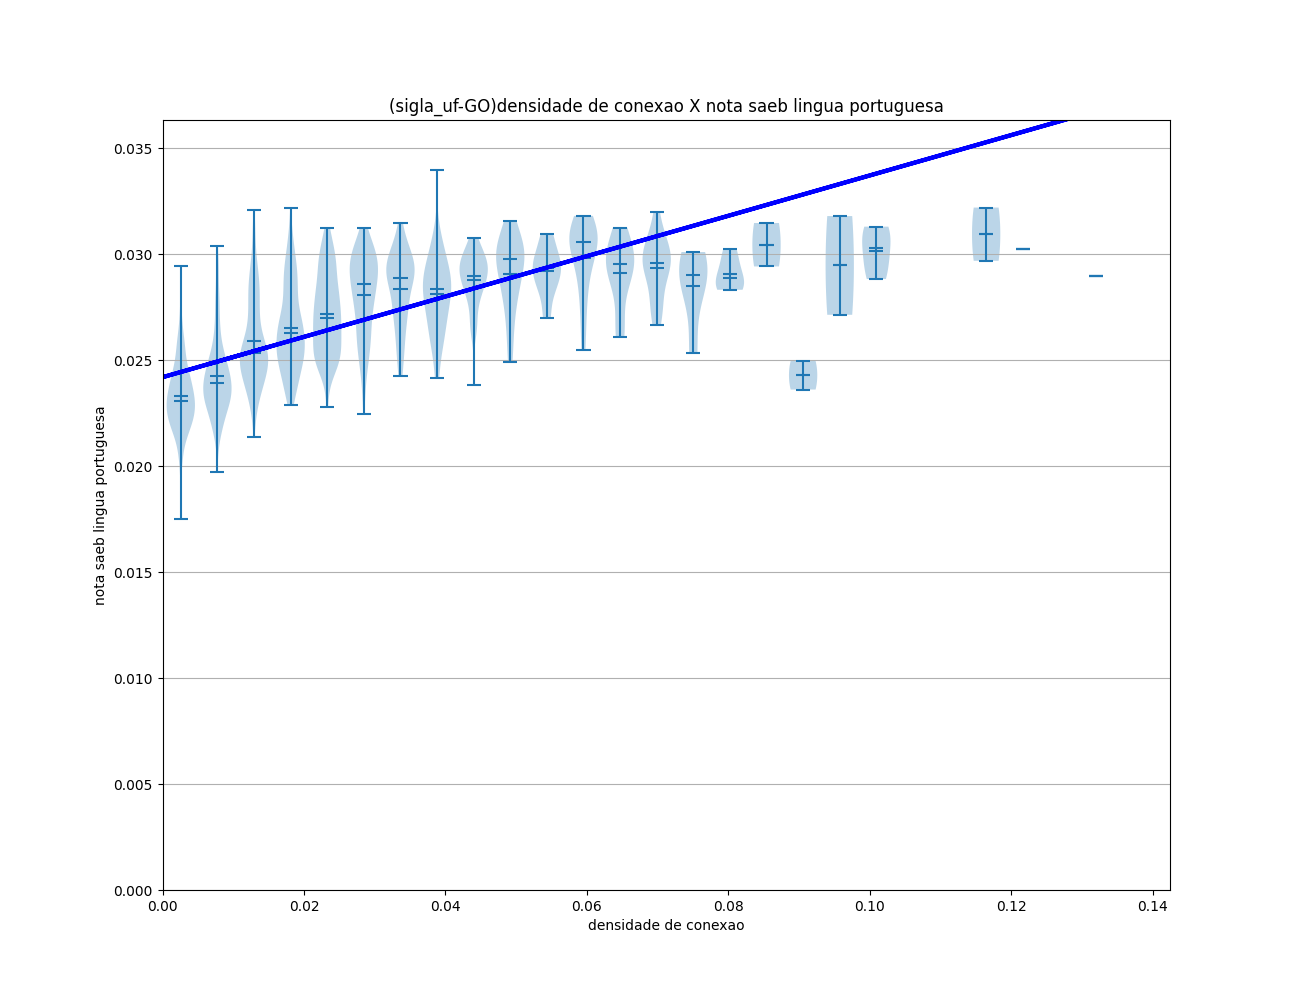 (sigla_uf-GO)densidade de conexao X nota saeb lingua portuguesa
nota saeb lingua portuguesa
0.035
0.030
0.025
0.020
0.015
0.010
0.005
0.000
0.00 0.02 0.04 0.06 0.08 0.10 0.12 0.14
densidade de conexao